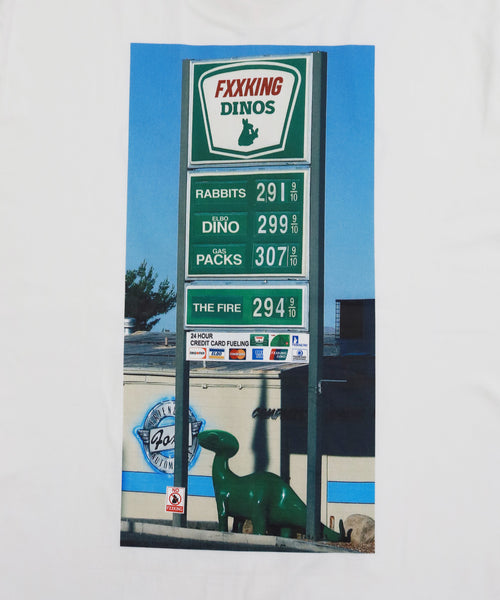 FXXKING
DINOS
RABBITS 291 9/10
ELBO
DINO 299 9/10
GAS
PACKS 307 9/10
THE FIRE 294 9/10
24 HOUR
CREDIT CARD FUELING
NO
FXXKING